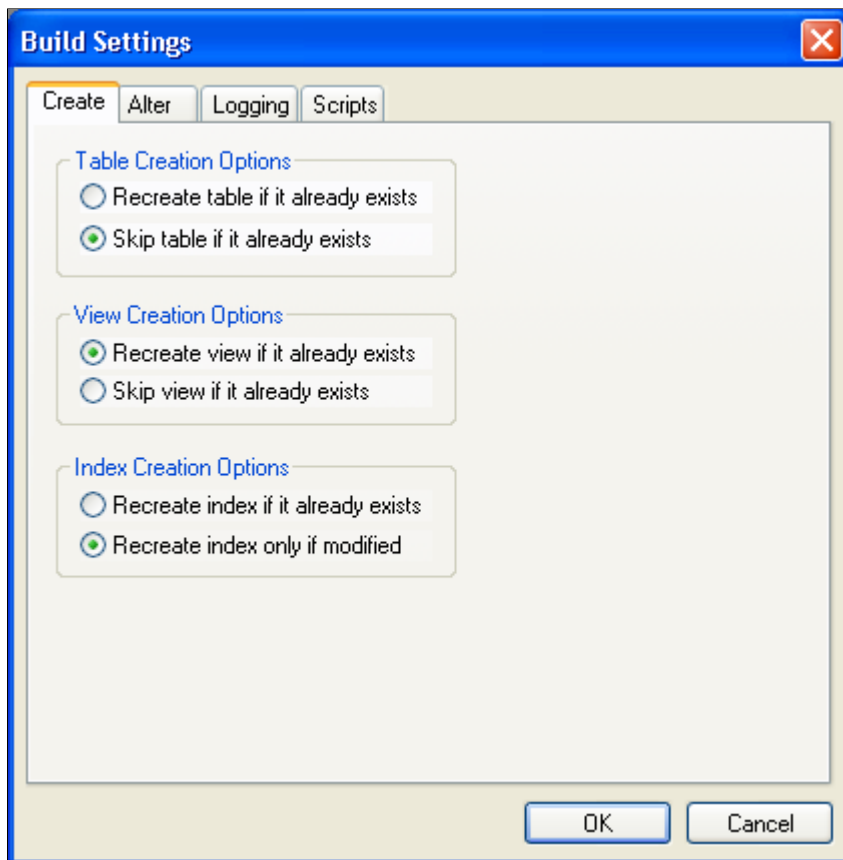 Build Settings
Create Alter Logging Scripts
Table Creation Options
Recreate table if it already exists
Skip table if it already exists
View Creation Options
Recreate view if it already exists
Skip view if it already exists
Index Creation Options
Recreate index if it already exists
Recreate index only if modified
OK Cancel